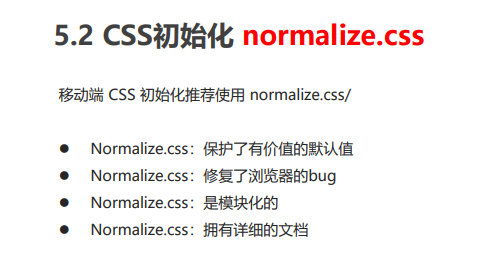 5.2 CSS初始化 normalize.css
移动端 CSS 初始化推荐使用 normalize.css/
● Normalize.css：保护了有价值的默认值
● Normalize.css：修复了浏览器的bug
● Normalize.css：是模块化的
● Normalize.css：拥有详细的文档